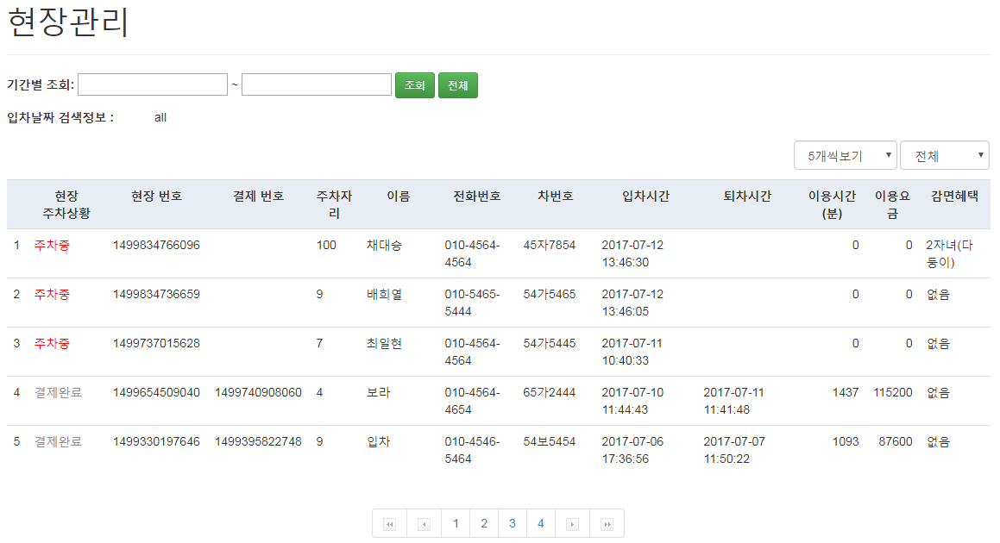 현장관리
기간별 조회: ~ 조회 전체
입차날짜 검색정보 : all
5개씩보기 전체
현장 주차상황 현장 번호 결제 번호 주차자리 이름 전화번호 차번호 입차시간 퇴차시간 이용시간(분) 이용요금 감면혜택
1 주차중 1499834766096 100 채대승 010-4564-4564 45자7854 2017-07-12 13:46:30 0 0 2자녀(다둥이)
2 주차중 1499834736659 9 배희열 010-5465-5444 54가5465 2017-07-12 13:46:05 0 0 없음
3 주차중 1499737015628 7 최일현 010-4564-4564 54가5445 2017-07-11 10:40:33 0 0 없음
4 결제완료 1499654509040 1499740908060 4 보라 010-4564-4654 65가2444 2017-07-10 11:44:43 2017-07-11 11:41:48 1437 115200 없음
5 결제완료 1499330197646 1499395822748 9 입차 010-4546-5464 54보5454 2017-07-06 17:36:56 2017-07-07 11:50:22 1093 87600 없음
1 2 3 4